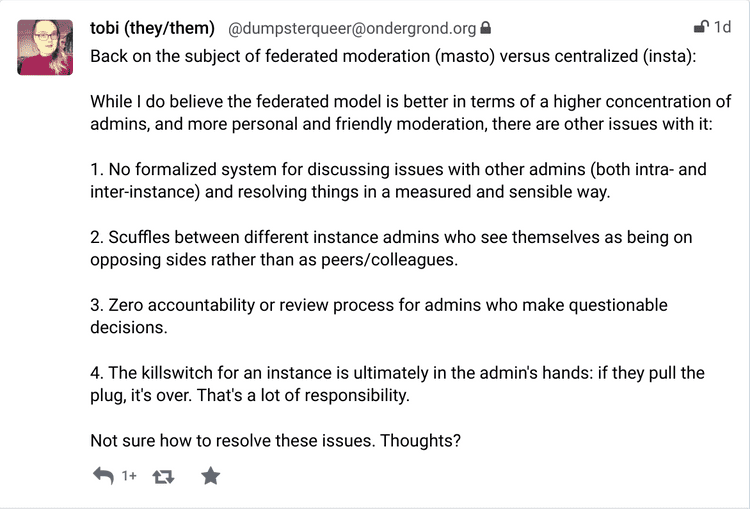 tobi (they/them) @dumpsterqueer@ondergrond.org 1d
Back on the subject of federated moderation (masto) versus centralized (insta):
While I do believe the federated model is better in terms of a higher concentration of
admins, and more personal and friendly moderation, there are other issues with it:
1. No formalized system for discussing issues with other admins (both intra- and
inter-instance) and resolving things in a measured and sensible way.
2. Scuffles between different instance admins who see themselves as being on
opposing sides rather than as peers/colleagues.
3. Zero accountability or review process for admins who make questionable
decisions.
4. The killswitch for an instance is ultimately in the admin's hands: if they pull the
plug, it's over. That's a lot of responsibility.
Not sure how to resolve these issues. Thoughts?
1+